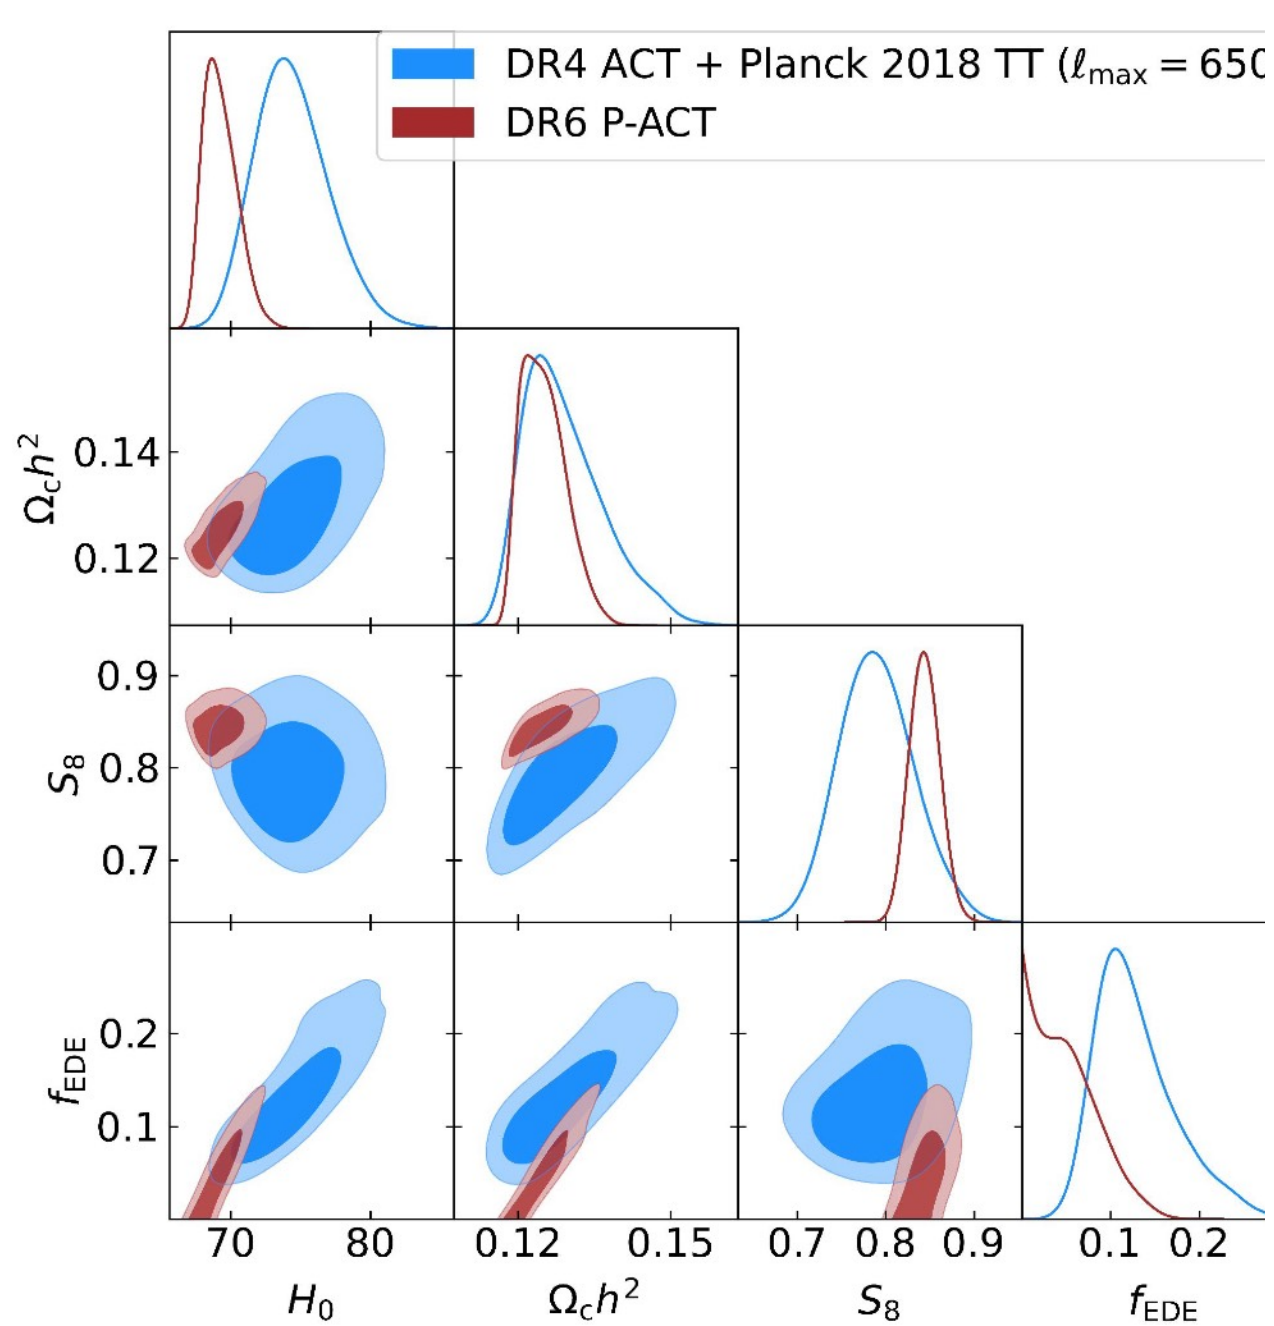 DR4 ACT + Planck 2018 TT (ℓmax = 650
DR6 P-ACT
Ωch²
0.14
0.12
S₈
0.9
0.8
0.7
fEDE
0.2
0.1
70 80 0.12 0.15 0.7 0.8 0.9 0.1 0.2
H₀ Ωch² S₈ fEDE